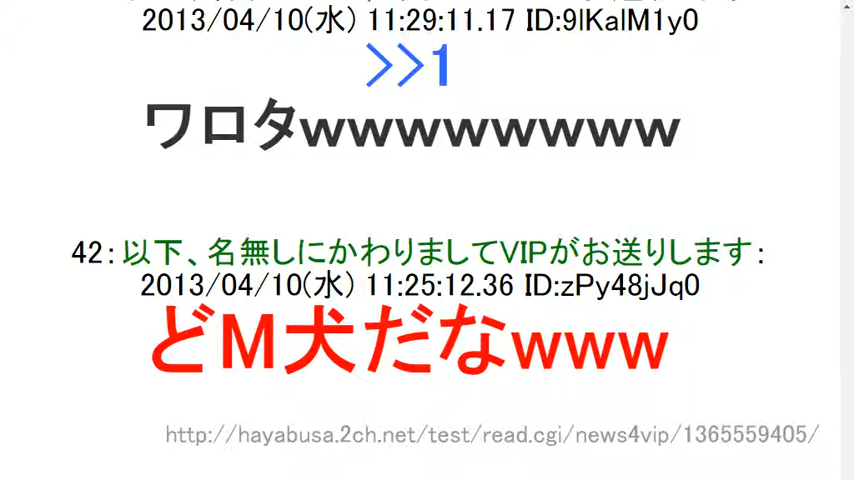 2013/04/10(水) 11:29:11.17 ID:9lKalM1y0
>>1
ワロタwwwwwwwww
42：以下、名無しにかわりましてVIPがお送りします：
2013/04/10(水) 11:25:12.36 ID:zPy48jJq0
どM犬だなwww
http://hayabusa.2ch.net/test/read.cgi/news4vip/1365559405/